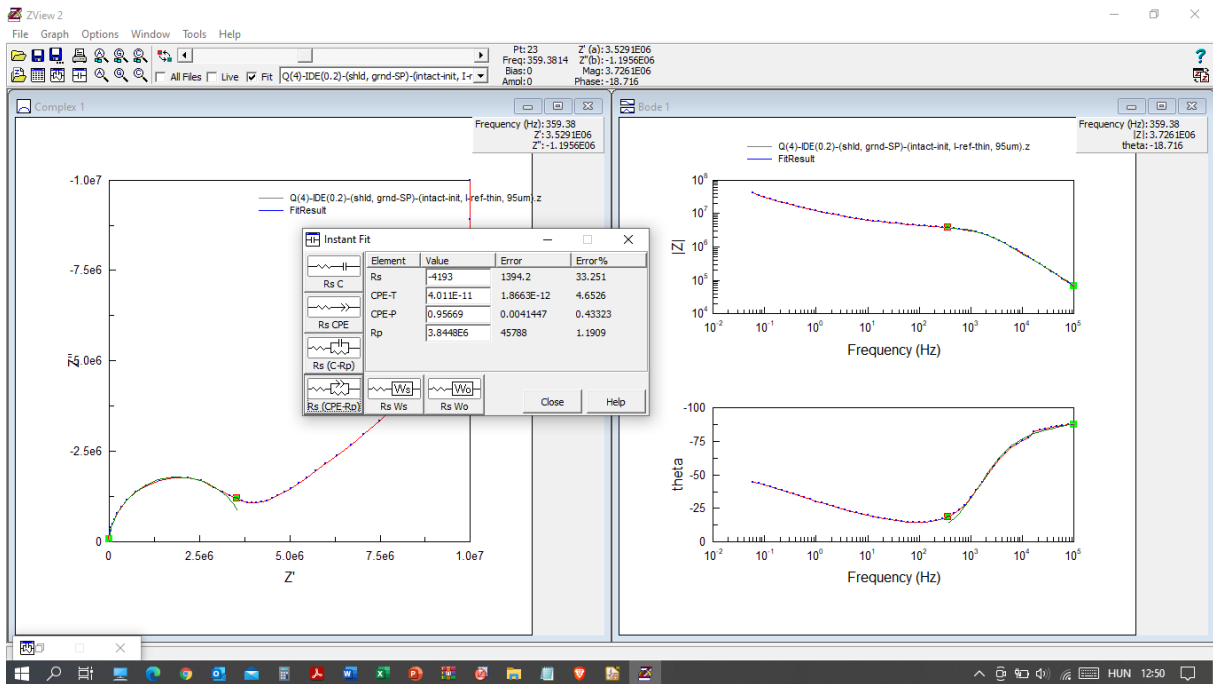 ZView 2
File Graph Options Window Tools Help
Pt: 23 Z' (a): 3.5291E06
Freq: 359.3814 Z''(b):-1.1956E06
Bias: 0 Mag: 3.7261E06
Ampl: 0 Phase: -18.716
All Files Live Fit Q(4)-IDE(0.2)-(shld, grnd-SP)-(intact-init, I-r
Complex 1
Frequency (Hz): 359.38
Z': 3.5291E06
Z'': -1.1956E06
Q(4)-IDE(0.2)-(shld, grnd-SP)-(intact-init, I-ref-thin, 95um).z
FitResult
-1.0e7
-7.5e6
-5.0e6
-2.5e6
0
0 2.5e6 5.0e6 7.5e6 1.0e7
Z'
Instant Fit
Element Value Error Error%
Rs -4193 1394.2 33.251
CPE-T 4.011E-11 1.8663E-12 4.6526
CPE-P 0.95669 0.0041447 0.43323
Rp 3.8448E6 45788 1.1909
Rs C
Rs CPE
Rs (C-Rp)
Rs (CPE-Rp)
Ws
Rs Ws
Wo
Rs Wo
Close
Help
Bode 1
Frequency (Hz): 359.38
|Z|: 3.7261E06
theta: -18.716
Q(4)-IDE(0.2)-(shld, grnd-SP)-(intact-init, I-ref-thin, 95um).z
FitResult
10^8
10^7
10^6
10^5
10^4
|Z|
10^-2 10^-1 10^0 10^1 10^2 10^3 10^4 10^5
Frequency (Hz)
-100
-75
-50
-25
0
theta
10^-2 10^-1 10^0 10^1 10^2 10^3 10^4 10^5
Frequency (Hz)
HUN 12:50